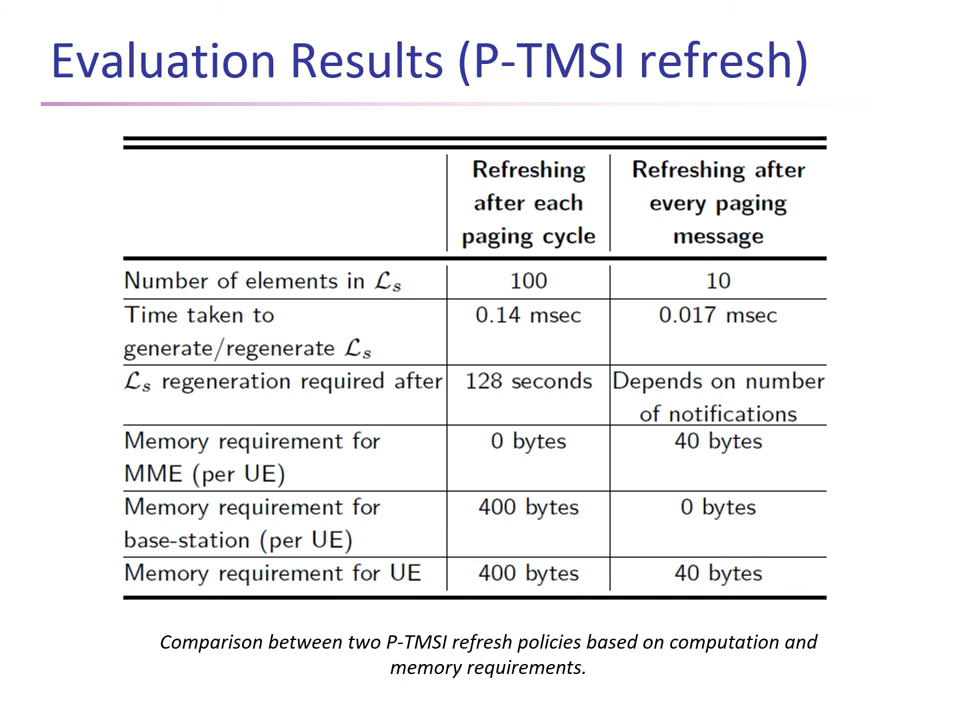 Evaluation Results (P-TMSI refresh)
Refreshing after each paging cycle
Refreshing after every paging message
Number of elements in ℒₛ 100 10
Time taken to generate/regenerate ℒₛ 0.14 msec 0.017 msec
ℒₛ regeneration required after 128 seconds Depends on number of notifications
Memory requirement for MME (per UE) 0 bytes 40 bytes
Memory requirement for base-station (per UE) 400 bytes 0 bytes
Memory requirement for UE 400 bytes 40 bytes
Comparison between two P-TMSI refresh policies based on computation and
memory requirements.